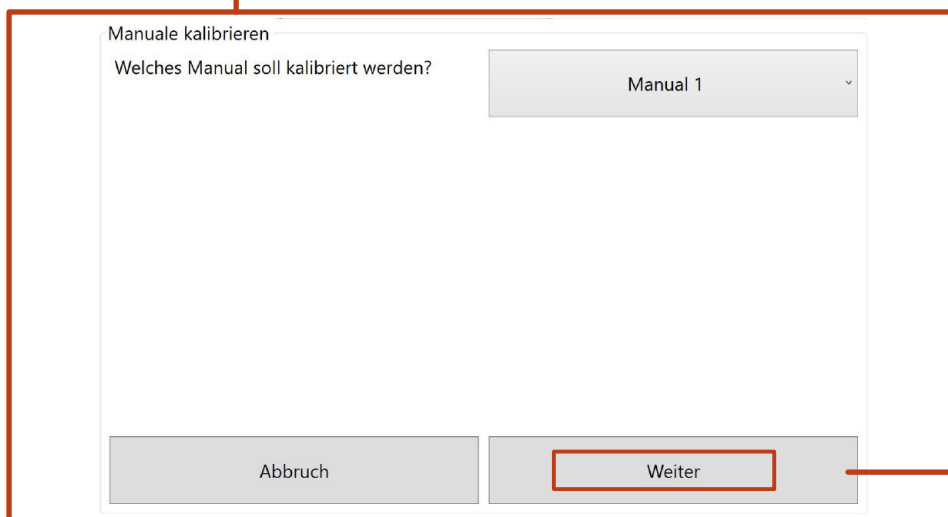 Manuale kalibrieren
Welches Manual soll kalibriert werden?
Manual 1
Abbruch
Weiter